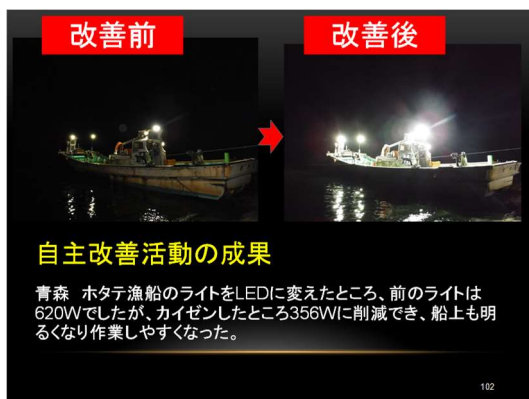 改善前
改善後
自主改善活動の成果
青森　ホタテ漁船のライトをLEDに変えたところ、前のライトは
620Wでしたが、カイゼンしたところ356Wに削減でき、船上も明
るくなり作業しやすくなった。
102